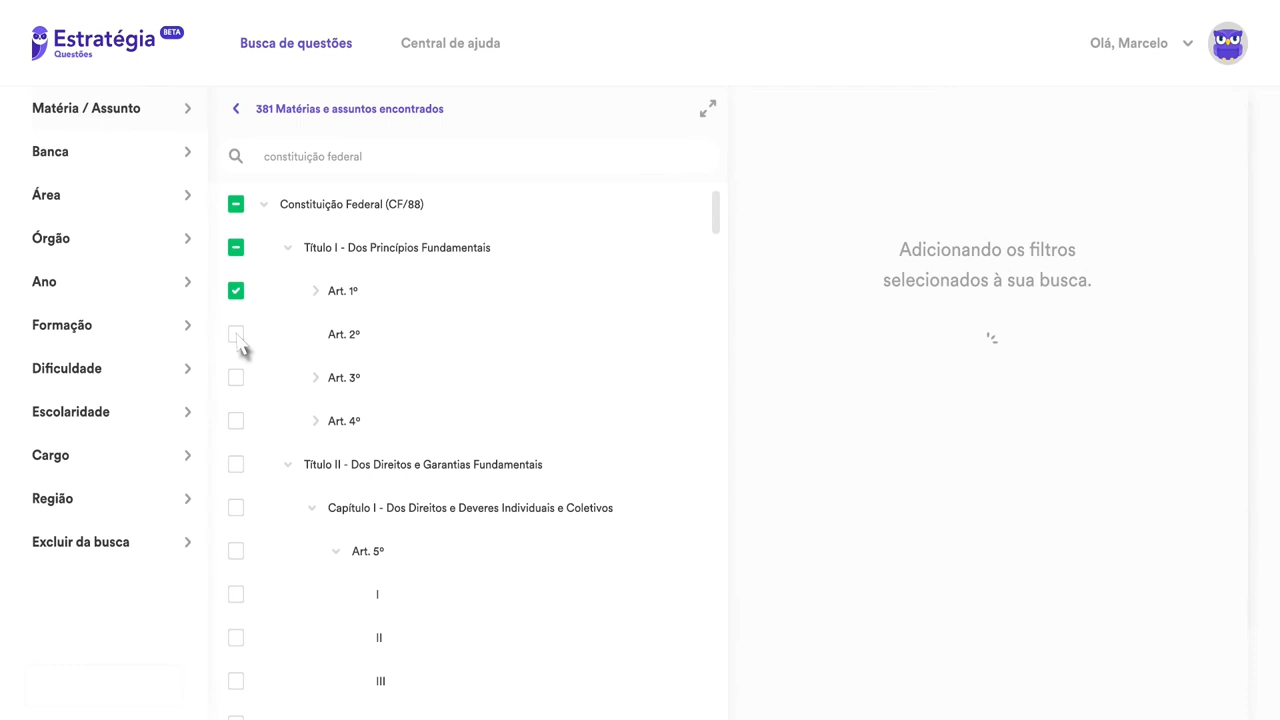 Estratégia BETA
Questões
Busca de questões
Central de ajuda
Olá, Marcelo
Matéria / Assunto
Banca
Área
Órgão
Ano
Formação
Dificuldade
Escolaridade
Cargo
Região
Excluir da busca
381 Matérias e assuntos encontrados
constituição federal
Constituição Federal (CF/88)
Título I - Dos Princípios Fundamentais
Art. 1º
Art. 2º
Art. 3º
Art. 4º
Título II - Dos Direitos e Garantias Fundamentais
Capítulo I - Dos Direitos e Deveres Individuais e Coletivos
Art. 5º
I
II
III
Adicionando os filtros
selecionados à sua busca.